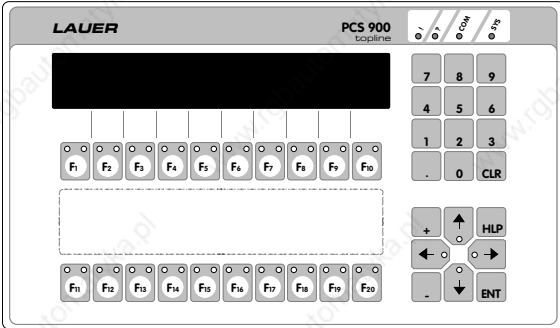 LAUER PCS 900 ! ? COM SYS
topline
7 8 9
4 5 6
1 2 3
. 0 CLR
F1 F2 F3 F4 F5 F6 F7 F8 F9 F10
+ HLP
- ENT
F11 F12 F13 F14 F15 F16 F17 F18 F19 F20